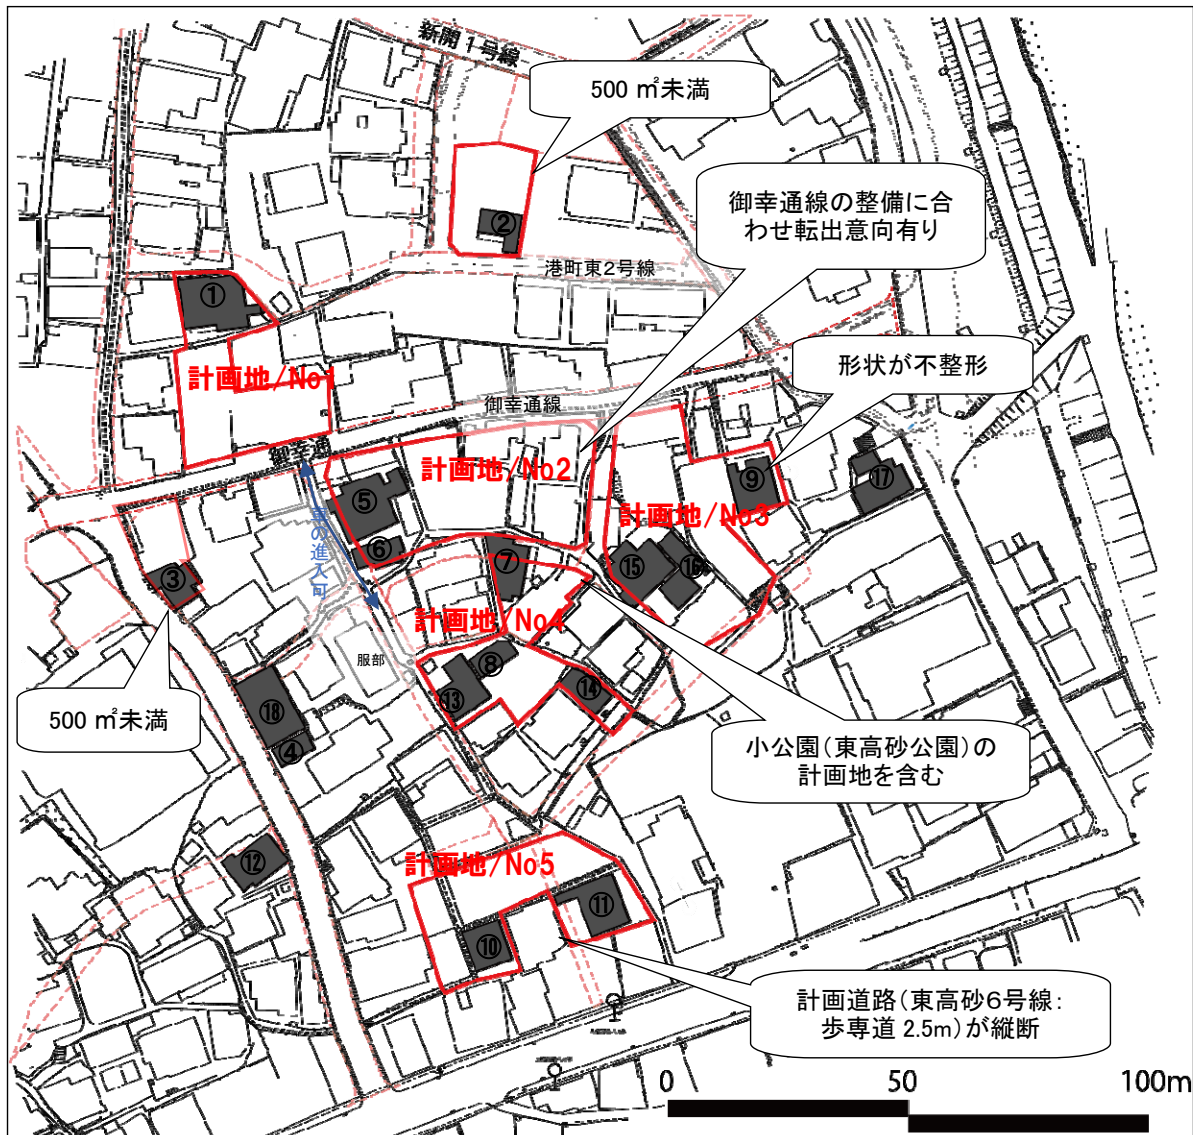 新開1号線
500 ㎡未満
②
御幸通線の整備に合
わせ転出意向有り
港町東2号線
①
形状が不整形
計画地/No1
御幸通線
御幸通
計画地/No2
⑨
⑰
⑤
計画地/No3
車の進入可
⑥
⑦
⑮
⑯
③
計画地/No4
服部
⑧
⑬
⑭
500 ㎡未満
⑱
④
小公園(東高砂公園)の
計画地を含む
⑫
計画地/No5
⑪
⑩
計画道路(東高砂6号線:
歩専道 2.5m)が縦断
0 50 100m